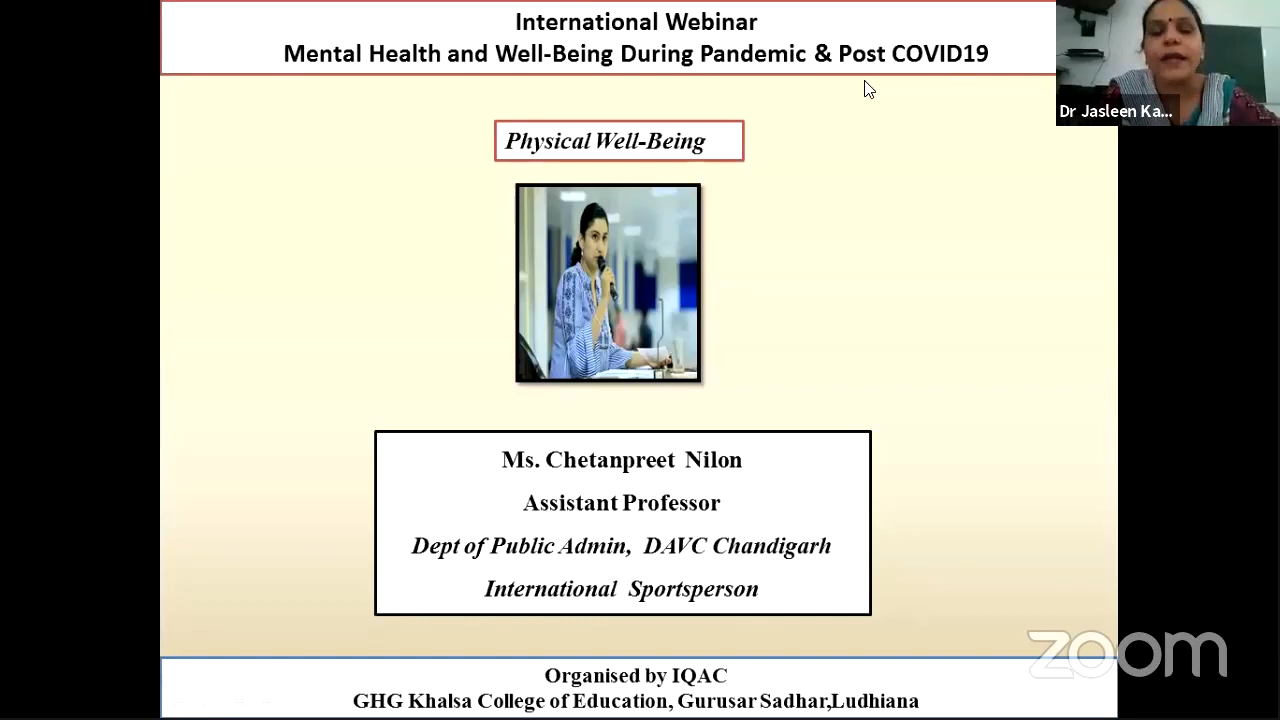 International Webinar
Mental Health and Well-Being During Pandemic & Post COVID19
Dr Jasleen Ka...
Physical Well-Being
Ms. Chetanpreet Nilon
Assistant Professor
Dept of Public Admin, DAVC Chandigarh
International Sportsperson
zoom
Organised by IQAC
GHG Khalsa College of Education, Gurusar Sadhar,Ludhiana